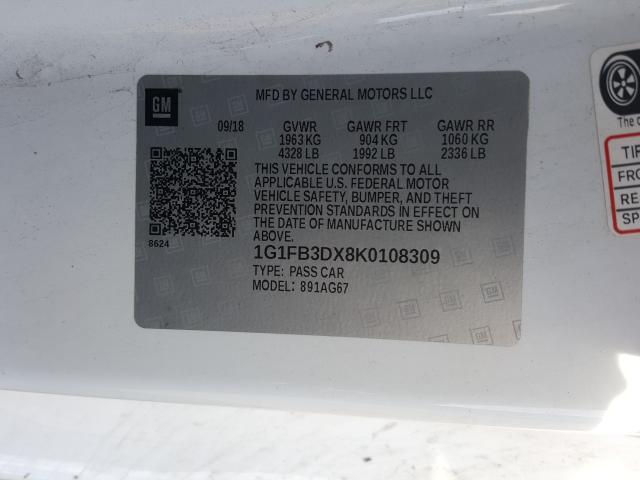 GM
MFD BY GENERAL MOTORS LLC
09/18 GVWR GAWR FRT GAWR RR
1963 KG 904 KG 1060 KG
4328 LB 1992 LB 2336 LB
THIS VEHICLE CONFORMS TO ALL
APPLICABLE U.S. FEDERAL MOTOR
VEHICLE SAFETY, BUMPER, AND THEFT
PREVENTION STANDARDS IN EFFECT ON
THE DATE OF MANUFACTURE SHOWN
ABOVE.
8624
1G1FB3DX8K0108309
TYPE: PASS CAR
MODEL: 891AG67
The